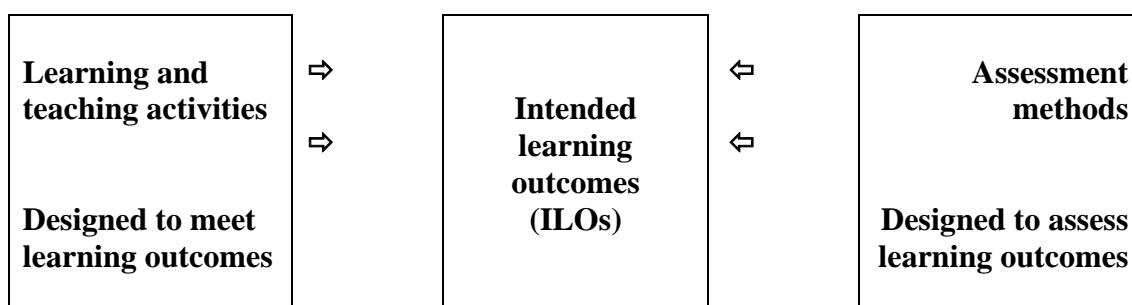 Learning and
teaching activities
⇨
⇨
Designed to meet
learning outcomes
Intended
learning
outcomes
(ILOs)
⇦
⇦
Assessment
methods
Designed to assess
learning outcomes